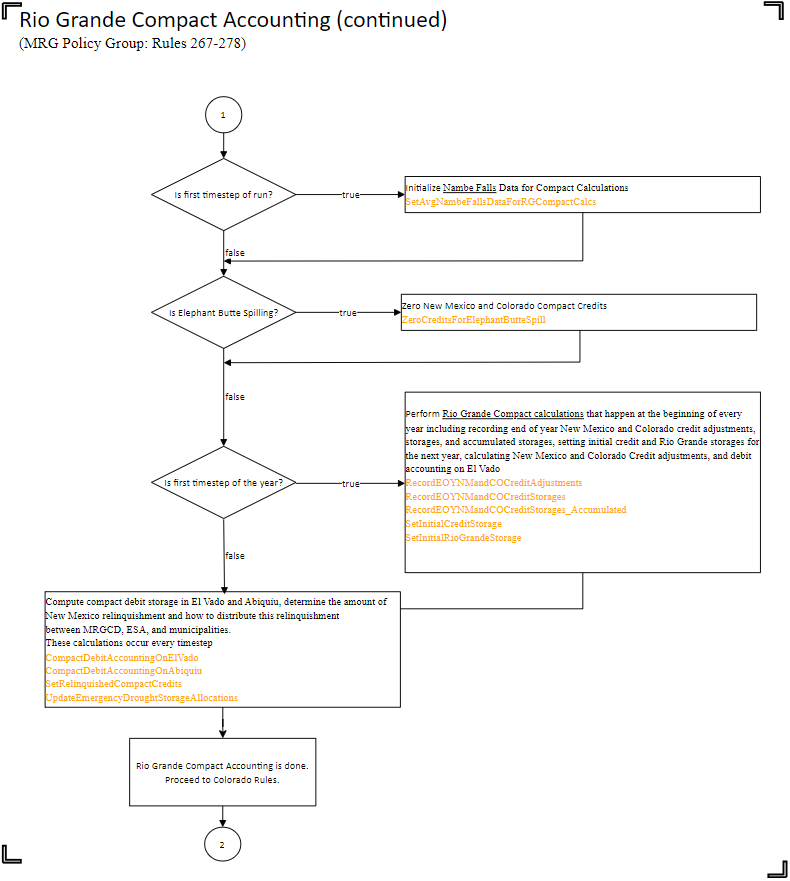 Rio Grande Compact Accounting (continued)
(MRG Policy Group: Rules 267-278)
1
Is first timestep of run?
true
Initialize Nambe Falls Data for Compact Calculations
SetAvgNambeFallsDataForRGCompactCalcs
false
Is Elephant Butte Spilling?
true
Zero New Mexico and Colorado Compact Credits
ZeroCreditsForElephantButteSpill
false
Perform Rio Grande Compact calculations that happen at the beginning of every
year including recording end of year New Mexico and Colorado credit adjustments,
storages, and accumulated storages, setting initial credit and Rio Grande storages for
the next year, calculating New Mexico and Colorado Credit adjustments, and debit
accounting on El Vado
RecordEOYNMandCOCreditAdjustments
RecordEOYNMandCOCreditStorages
RecordEOYNMandCOCreditStorages_Accumulated
SetInitialCreditStorage
SetInitialRioGrandeStorage
Is first timestep of the year?
true
false
Compute compact debit storage in El Vado and Abiquiu, determine the amount of
New Mexico relinquishment and how to distribute this relinquishment
between MRGCD, ESA, and municipalities.
These calculations occur every timestep
CompactDebitAccountingOnElVado
CompactDebitAccountingOnAbiquiu
SetRelinquishedCompactCredits
UpdateEmergencyDroughtStorageAllocations
Rio Grande Compact Accounting is done.
Proceed to Colorado Rules.
2